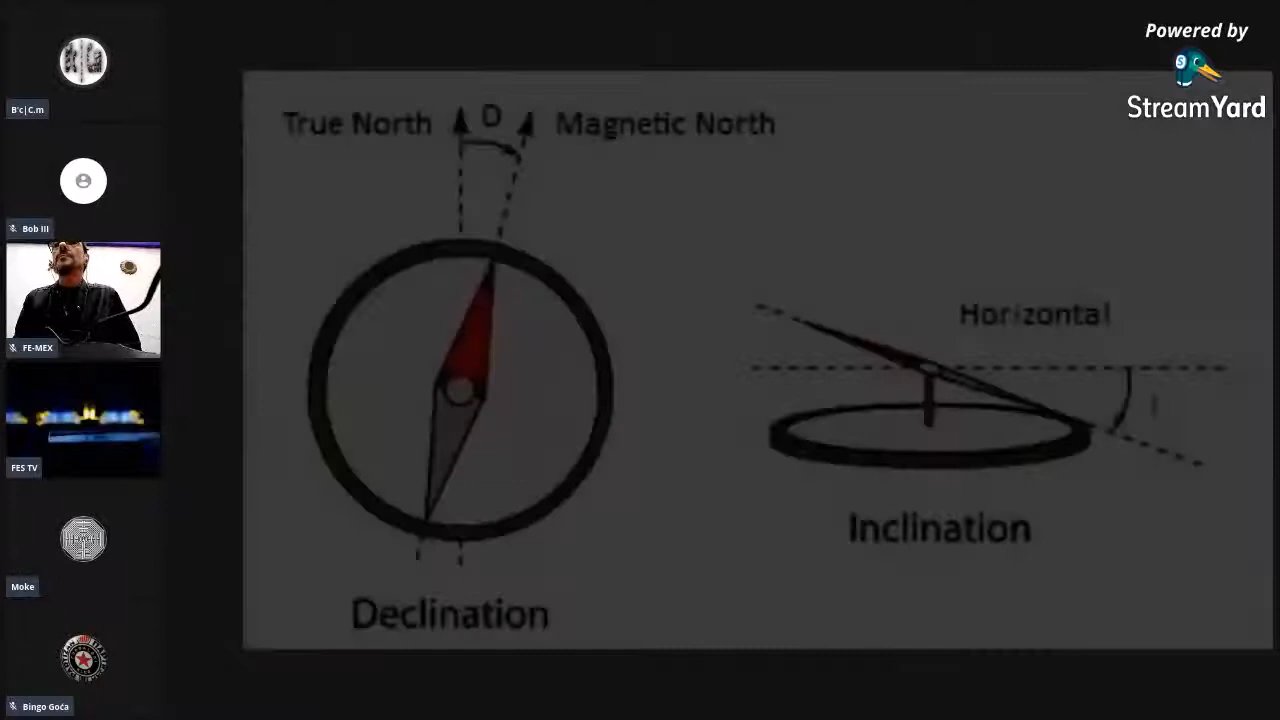 Powered by
StreamYard
B'c|C.m
Bob III
FE-MEX
FES TV
Moke
Bingo Goća
True North
D
Magnetic North
Horizontal
I
Inclination
Declination